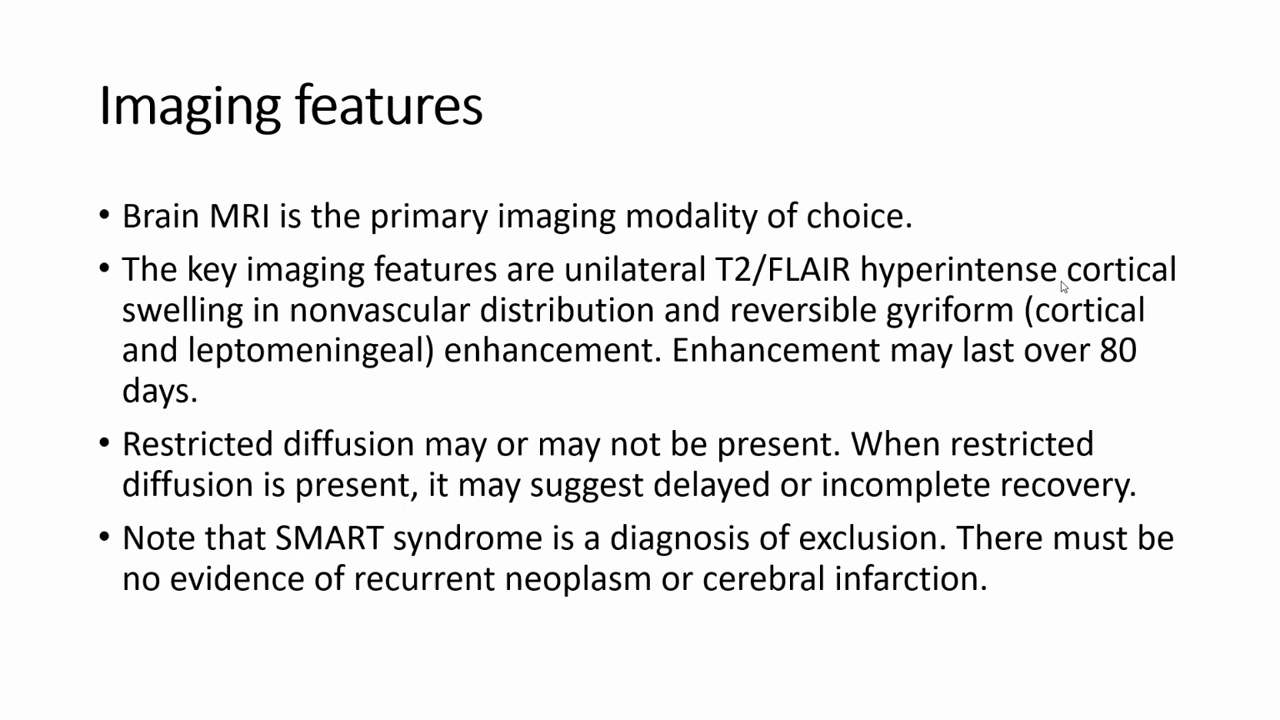 Imaging features
• Brain MRI is the primary imaging modality of choice.
• The key imaging features are unilateral T2/FLAIR hyperintense cortical
swelling in nonvascular distribution and reversible gyriform (cortical
and leptomeningeal) enhancement. Enhancement may last over 80
days.
• Restricted diffusion may or may not be present. When restricted
diffusion is present, it may suggest delayed or incomplete recovery.
• Note that SMART syndrome is a diagnosis of exclusion. There must be
no evidence of recurrent neoplasm or cerebral infarction.